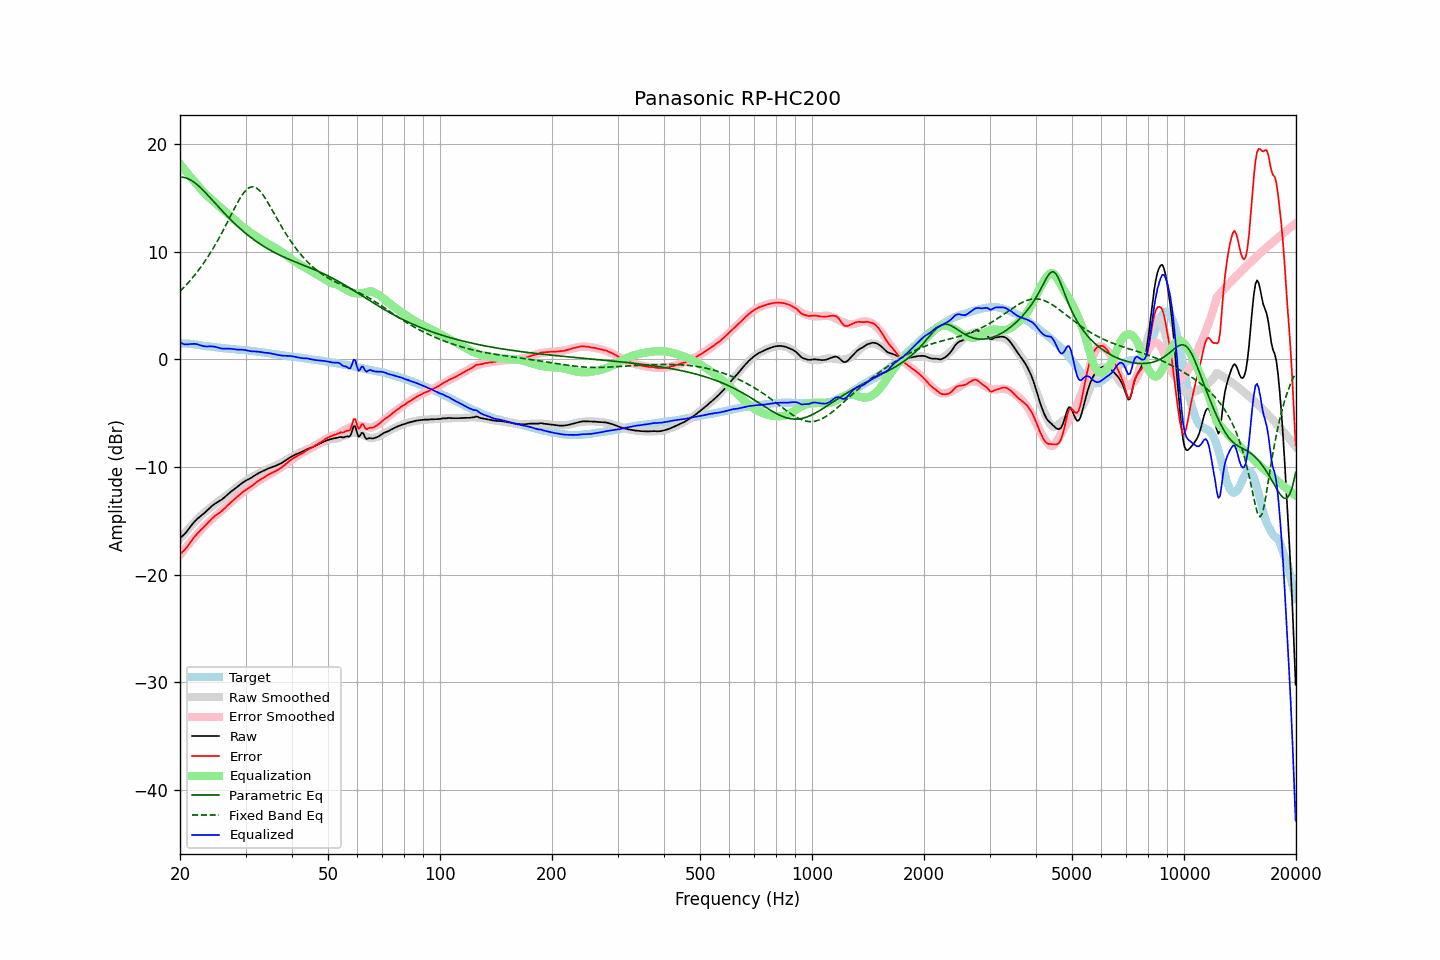 Panasonic RP-HC200
20
10
0
−10
−20
−30
−40
Amplitude (dBr)
Target
Raw Smoothed
Error Smoothed
Raw
Error
Equalization
Parametric Eq
Fixed Band Eq
Equalized
20 50 100 200 500 1000 2000 5000 10000 20000
Frequency (Hz)